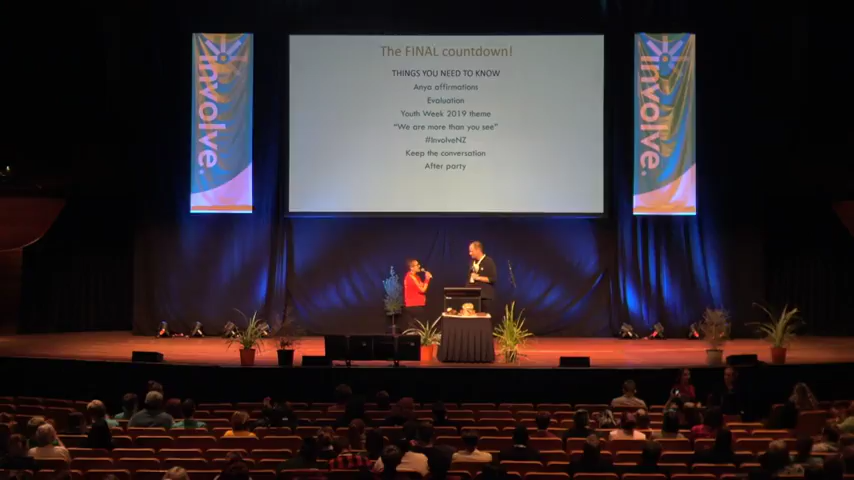 The FINAL countdown!
THINGS YOU NEED TO KNOW
Anya affirmations
Evaluation
Youth Week 2019 theme
"We are more than you see"
#InvolveNZ
Keep the conversation
After party
involve.
involve.